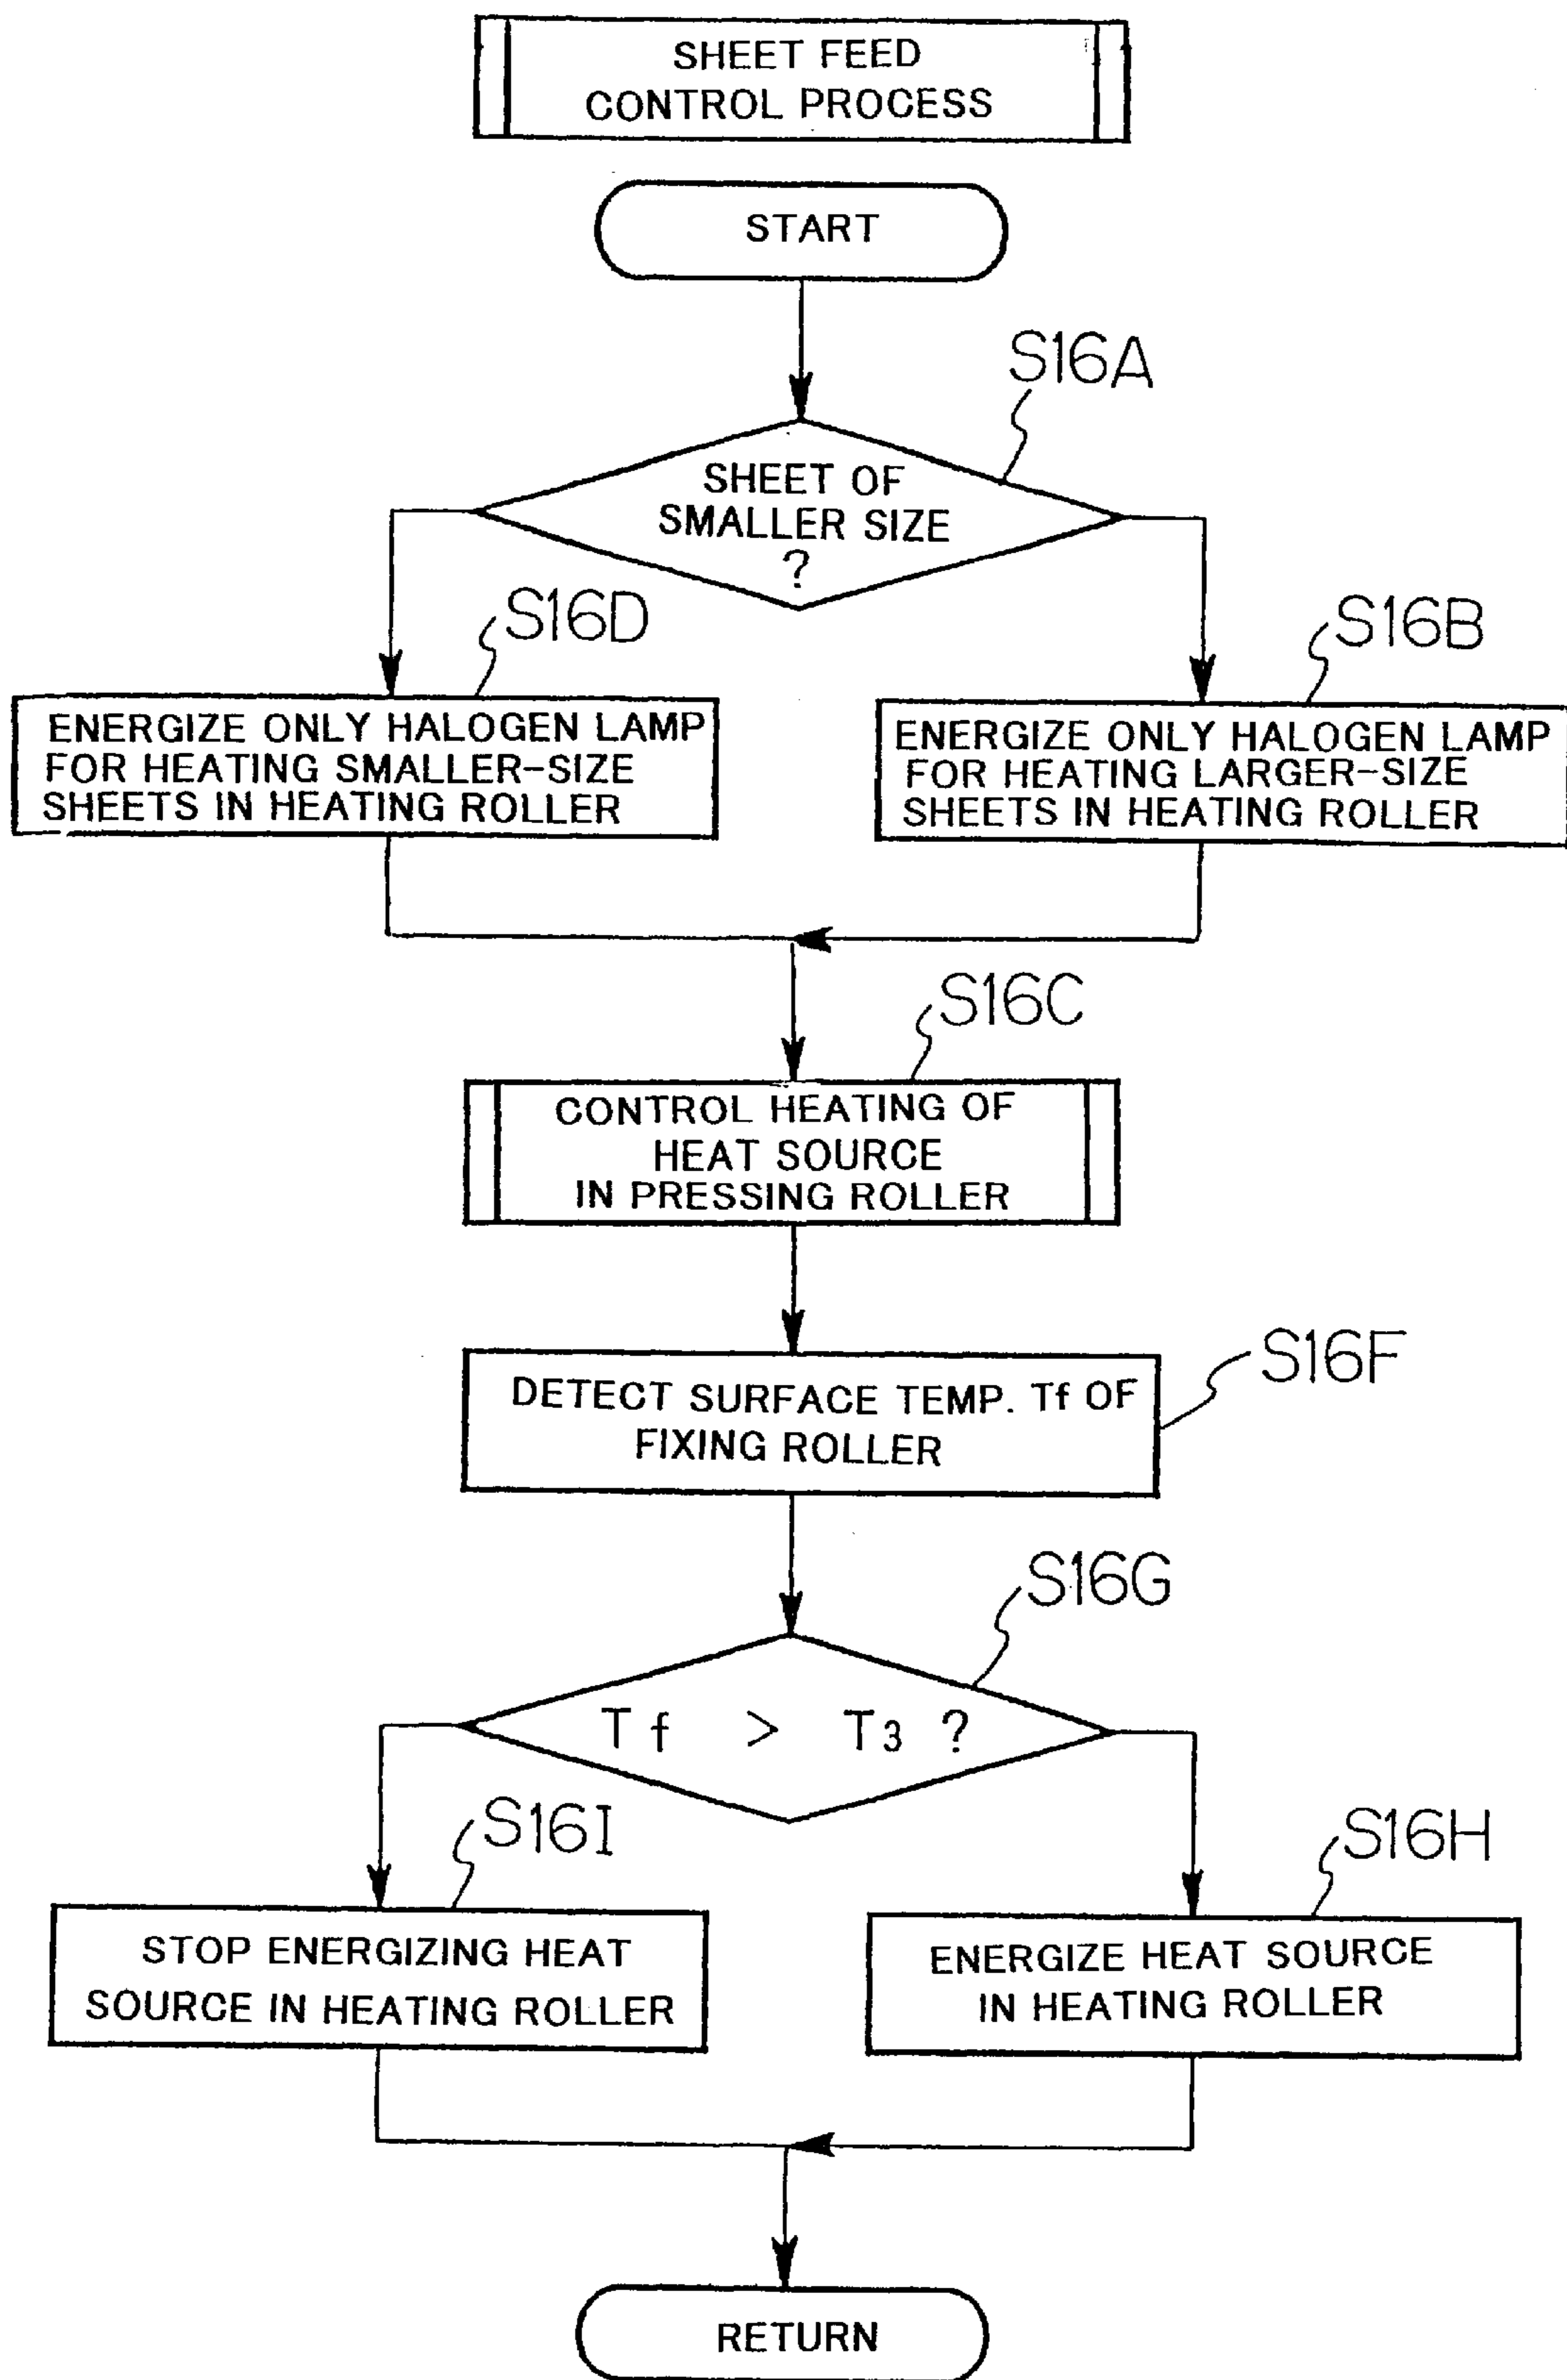 SHEET FEED
CONTROL PROCESS
START
S16A
SHEET OF
SMALLER SIZE
?
S16D
ENERGIZE ONLY HALOGEN LAMP
FOR HEATING SMALLER-SIZE
SHEETS IN HEATING ROLLER
S16B
ENERGIZE ONLY HALOGEN LAMP
FOR HEATING LARGER-SIZE
SHEETS IN HEATING ROLLER
S16C
CONTROL HEATING OF
HEAT SOURCE
IN PRESSING ROLLER
S16F
DETECT SURFACE TEMP. Tf OF
FIXING ROLLER
S16G
Tf > T3 ?
S16I
STOP ENERGIZING HEAT
SOURCE IN HEATING ROLLER
S16H
ENERGIZE HEAT SOURCE
IN HEATING ROLLER
RETURN